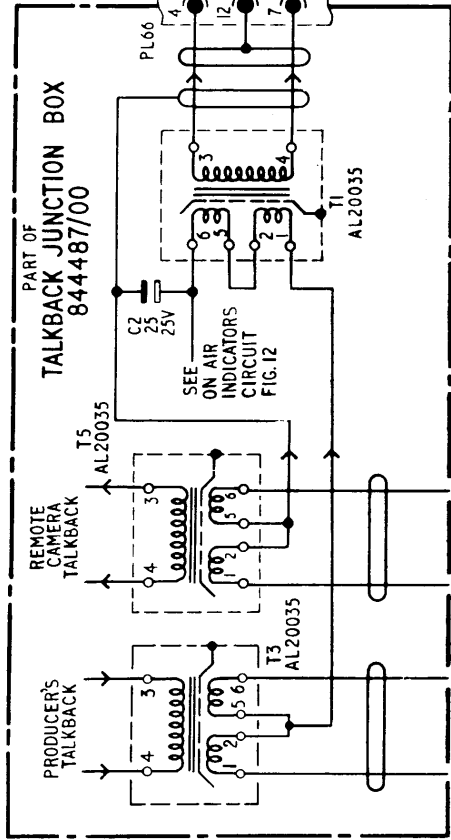 PART OF
TALKBACK JUNCTION BOX
844487/00
PL66
4
12
7
C2
25
25V
SEE
ON AIR
INDICATORS
CIRCUIT
FIG. 12
6
5
2
1
3
4
T1
AL20035
REMOTE
CAMERA
TALKBACK
T5
AL20035
4
3
1
2
5
6
PRODUCER'S
TALKBACK
4
3
1
2
5
6
T3
AL20035